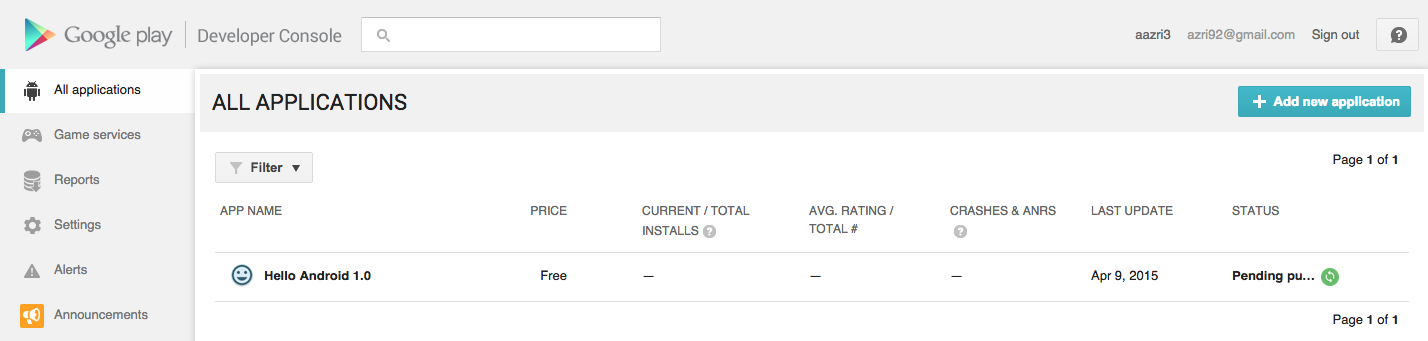 Google play Developer Console aazri3 azri92@gmail.com Sign out
All applications
Game services
Reports
Settings
Alerts
Announcements
ALL APPLICATIONS
Add new application
Filter
Page 1 of 1
APP NAME PRICE CURRENT / TOTAL INSTALLS AVG. RATING / TOTAL # CRASHES & ANRS LAST UPDATE STATUS
Hello Android 1.0 Free — — — Apr 9, 2015 Pending pu...
Page 1 of 1